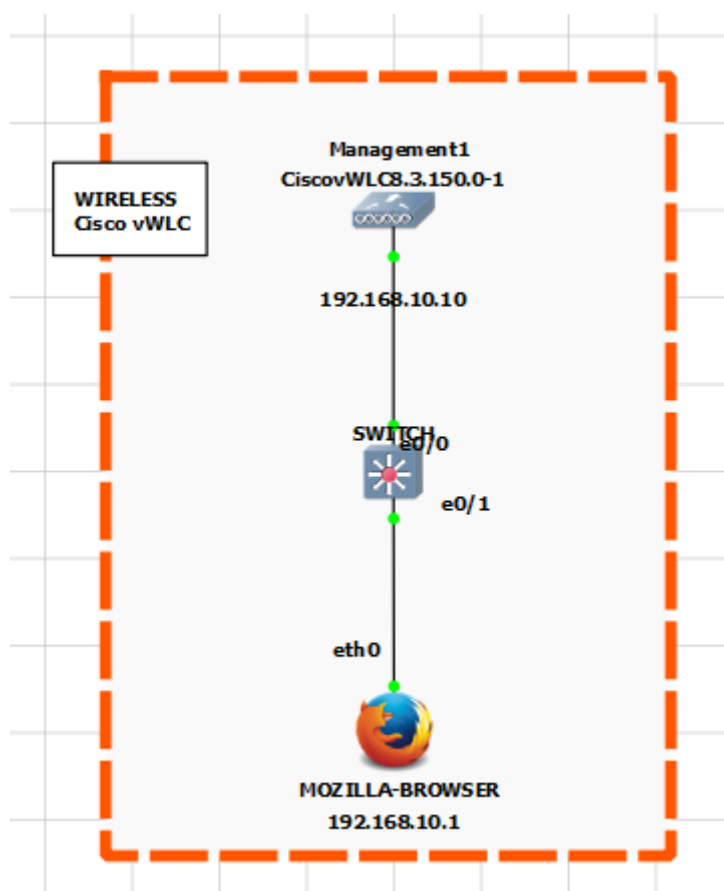 Management1
CiscovWLC8.3.150.0-1
WIRELESS
Cisco vWLC
192.168.10.10
SWITCH
e0/0
e0/1
eth0
MOZILLA-BROWSER
192.168.10.1